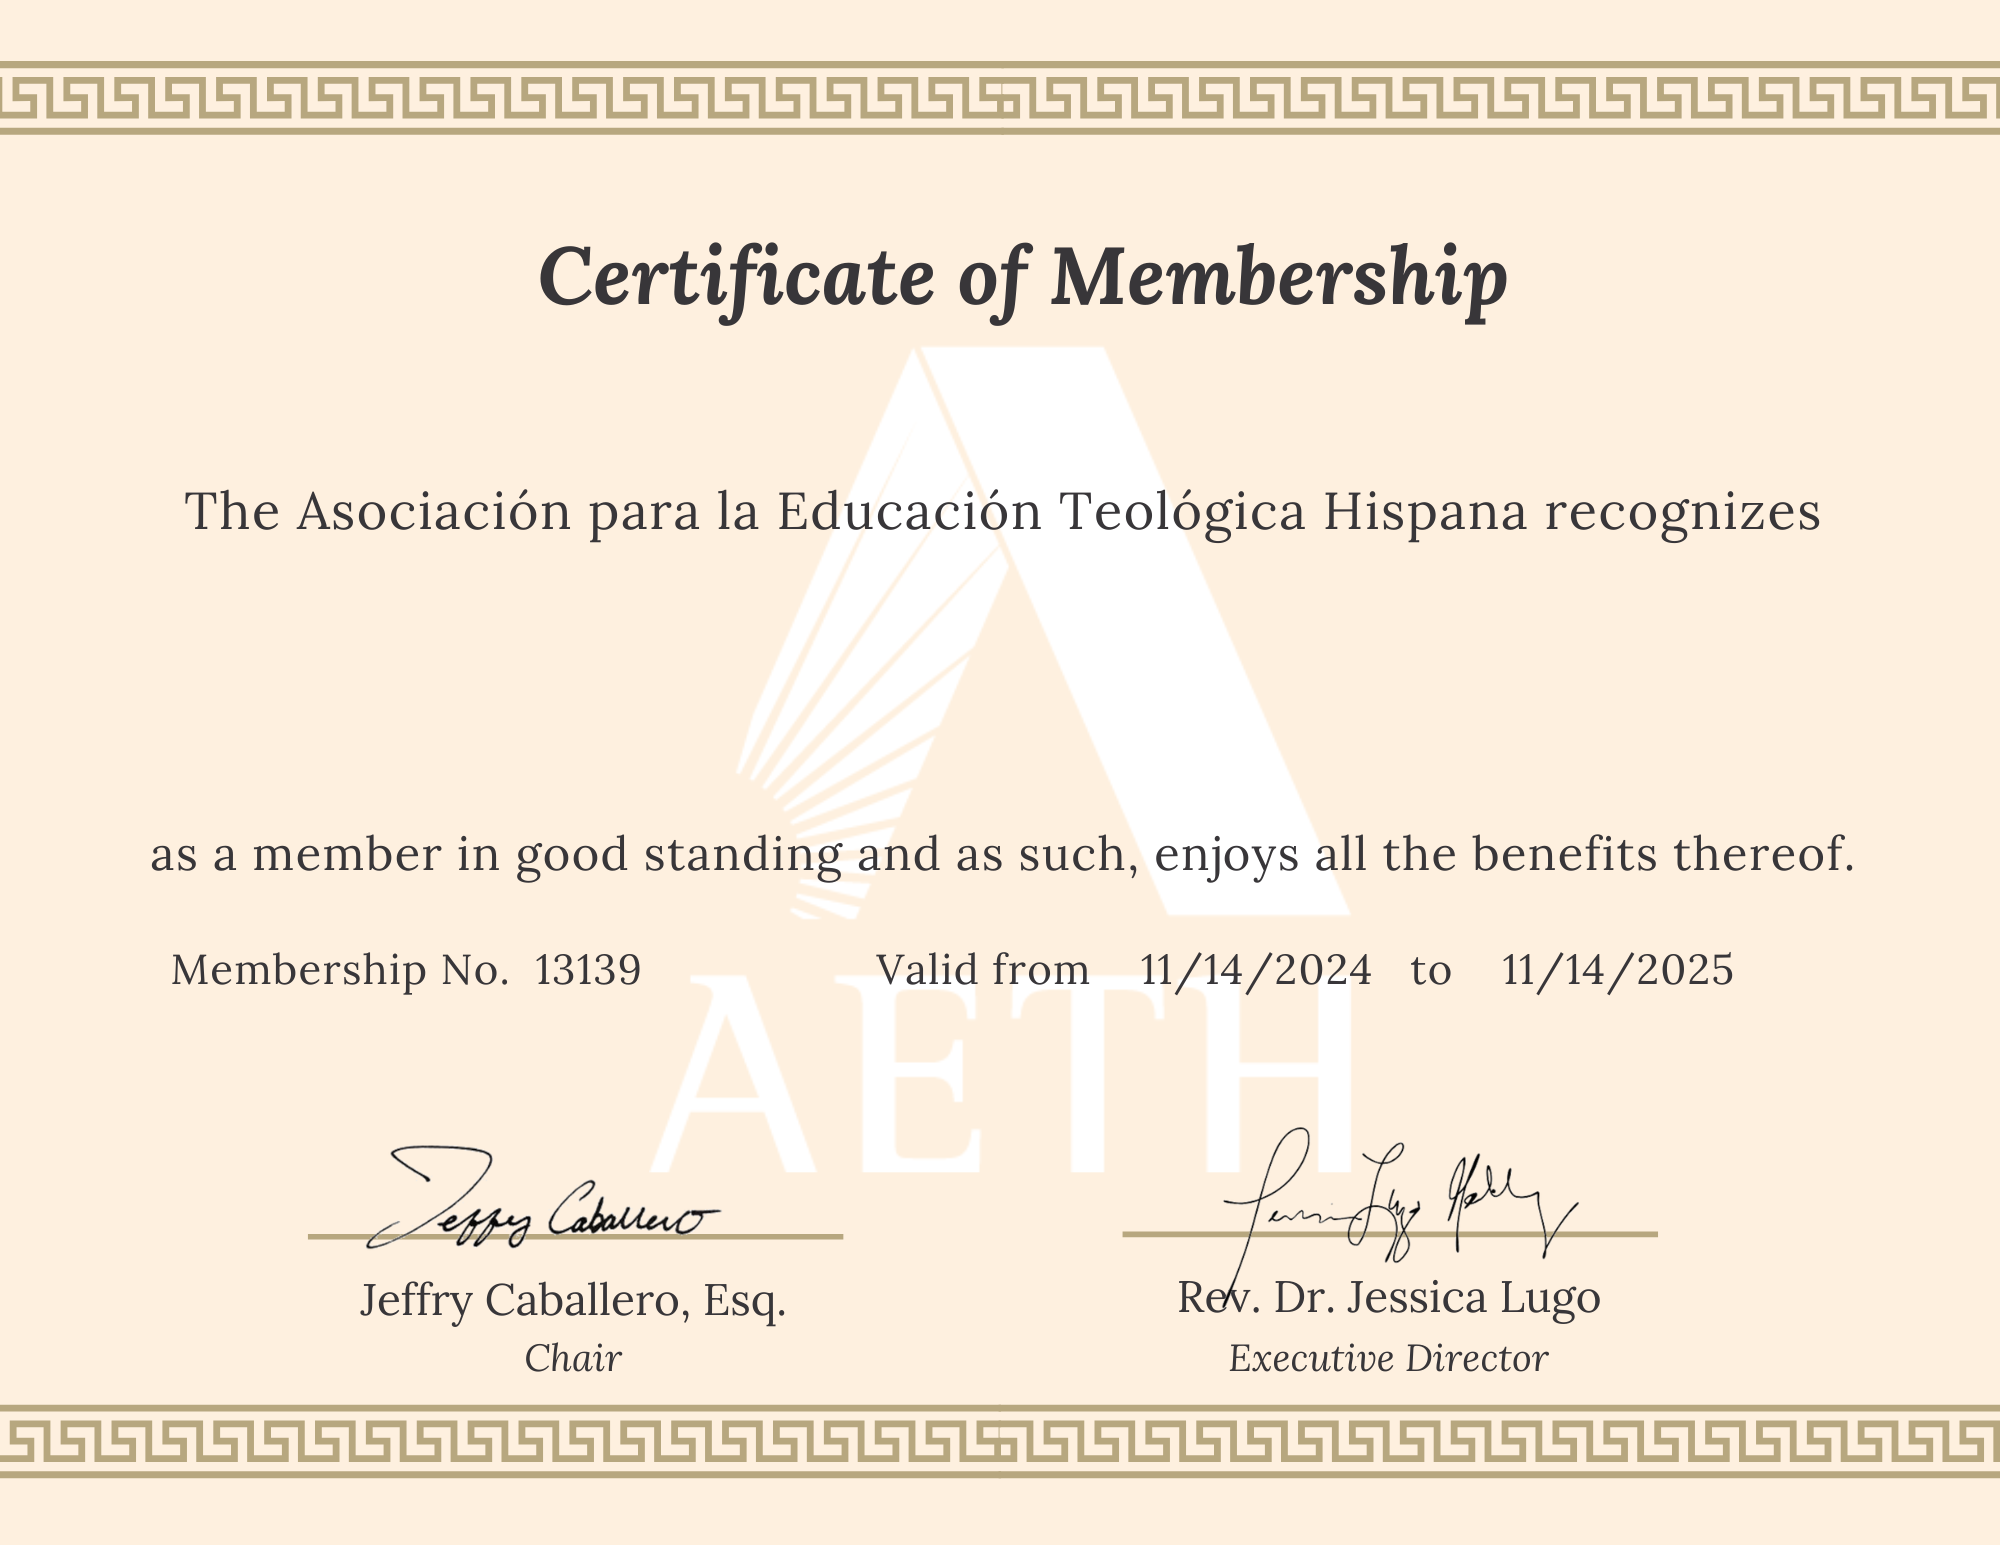 Certificate of Membership
The Asociación para la Educación Teológica Hispana recognizes
as a member in good standing and as such, enjoys all the benefits thereof.
Membership No. 13139 Valid from 11/14/2024 to 11/14/2025
AETH
Jeffry Caballero
Jeffry Caballero, Esq.
Chair
Rev. Dr. Jessica Lugo
Executive Director